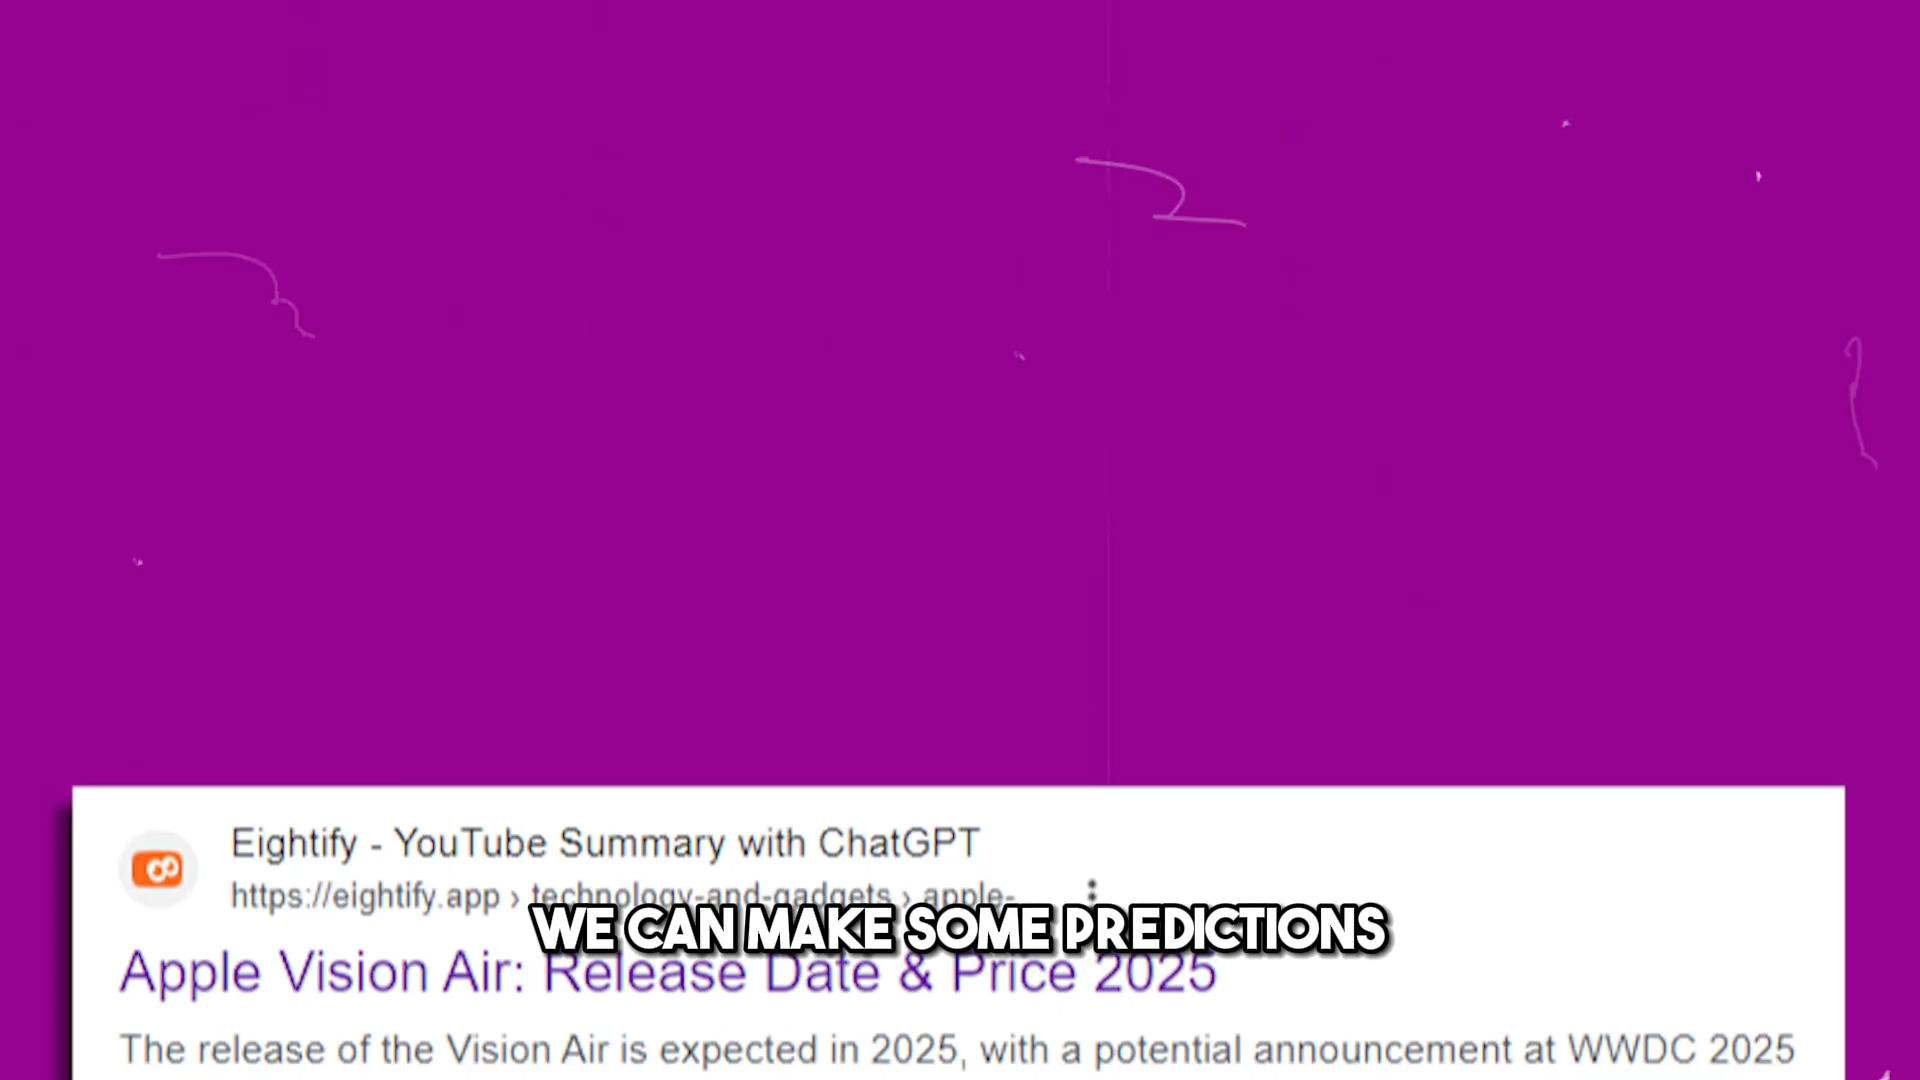 Eightify - YouTube Summary with ChatGPT
https://eightify.app › technology-and-gadgets › apple-
WE CAN MAKE SOME PREDICTIONS
Apple Vision Air: Release Date & Price 2025
The release of the Vision Air is expected in 2025, with a potential announcement at WWDC 2025